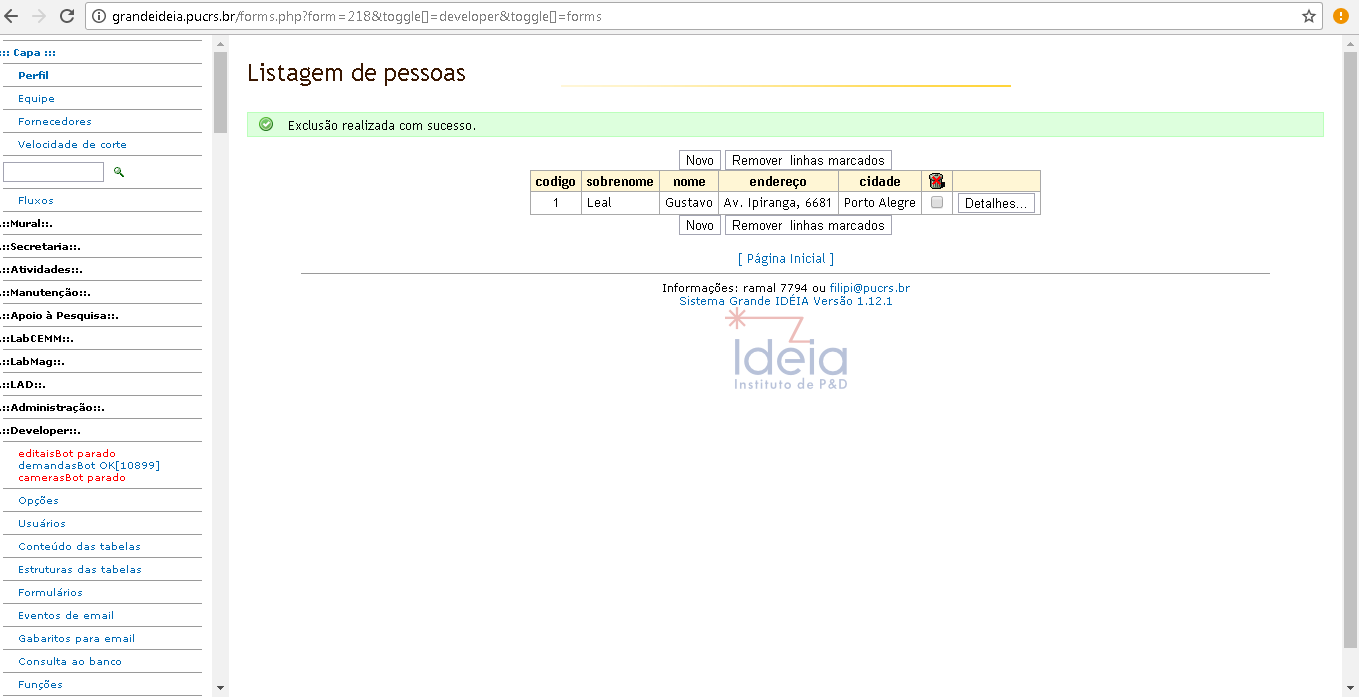 grandeideia.pucrs.br/forms.php?form=218&toggle[]=developer&toggle[]=forms
::: Capa :::
Perfil
Equipe
Fornecedores
Velocidade de corte
Fluxos
.::Mural::.
.::Secretaria::.
.::Atividades::.
.::Manutenção::.
.::Apoio à Pesquisa::.
.::LabCEMM::.
.::LabMag::.
.::LAD::.
.::Administração::.
.::Developer::.
editaisBot parado
demandasBot OK[10899]
camerasBot parado
Opções
Usuários
Conteúdo das tabelas
Estruturas das tabelas
Formulários
Eventos de email
Gabaritos para email
Consulta ao banco
Funções
Listagem de pessoas
Exclusão realizada com sucesso.
Novo Remover linhas marcados
codigo sobrenome nome endereço cidade
1 Leal Gustavo Av. Ipiranga, 6681 Porto Alegre Detalhes...
Novo Remover linhas marcados
[ Página Inicial ]
Informações: ramal 7794 ou filipi@pucrs.br
Sistema Grande IDÉIA Versão 1.12.1
Ideia
Instituto de P&D